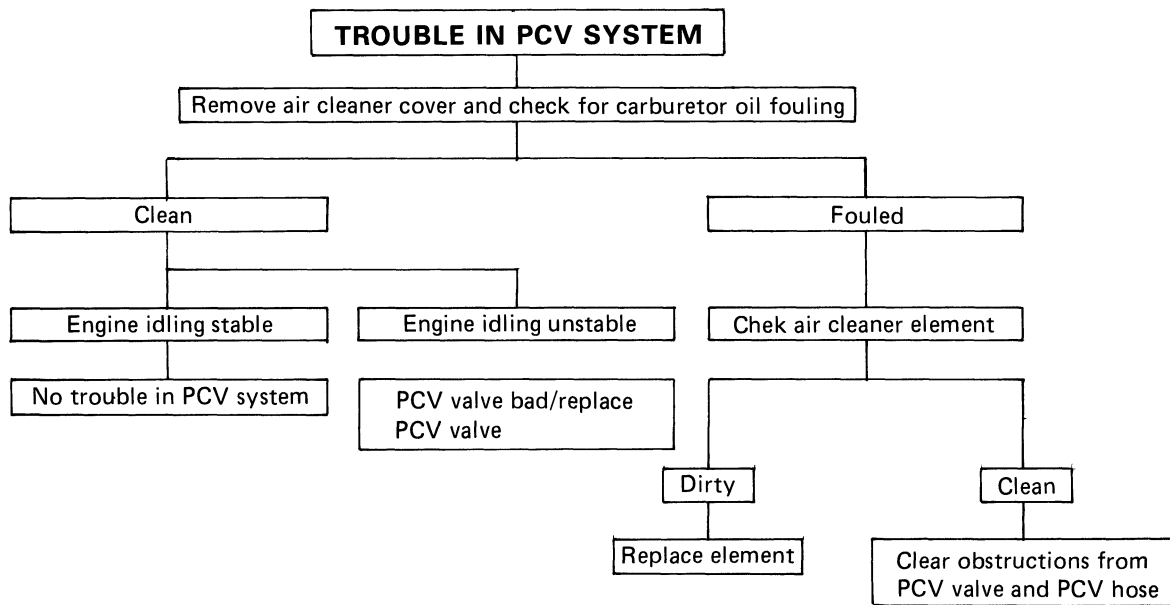 TROUBLE IN PCV SYSTEM
Remove air cleaner cover and check for carburetor oil fouling
Clean
Fouled
Engine idling stable
Engine idling unstable
Chek air cleaner element
No trouble in PCV system
PCV valve bad/replace
PCV valve
Dirty
Clean
Replace element
Clear obstructions from
PCV valve and PCV hose